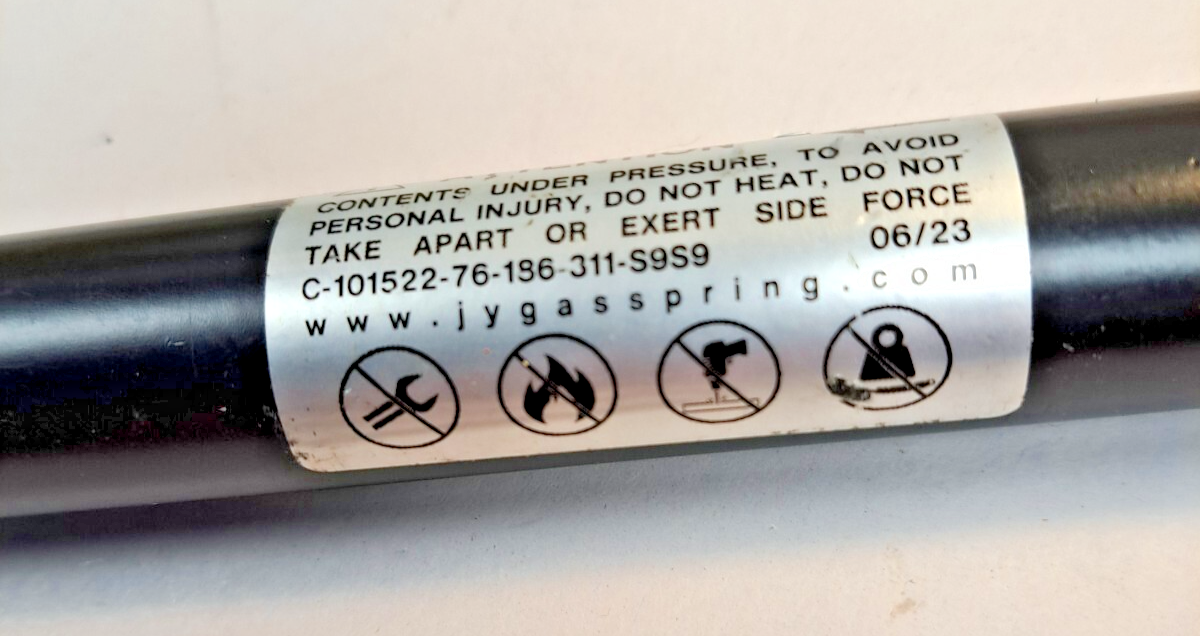 ATTENTION
CONTENTS UNDER PRESSURE, TO AVOID
PERSONAL INJURY, DO NOT HEAT, DO NOT
TAKE APART OR EXERT SIDE FORCE
C-101522-76-186-311-S9S9 06/23
www.jygasspring.com